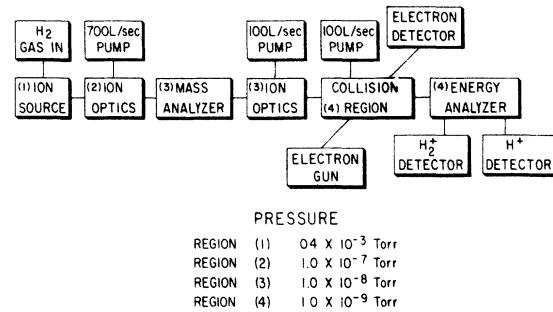 H2 GAS IN
700L/sec PUMP
100L/sec PUMP
100L/sec PUMP
ELECTRON DETECTOR
(1) ION SOURCE
(2) ION OPTICS
(3) MASS ANALYZER
(3) ION OPTICS
COLLISION (4) REGION
(4) ENERGY ANALYZER
ELECTRON GUN
H2+ DETECTOR
H+ DETECTOR
PRESSURE
REGION (1) 04 X 10-3 Torr
REGION (2) 1.0 X 10-7 Torr
REGION (3) 1.0 X 10-8 Torr
REGION (4) 1 0 X 10-9 Torr